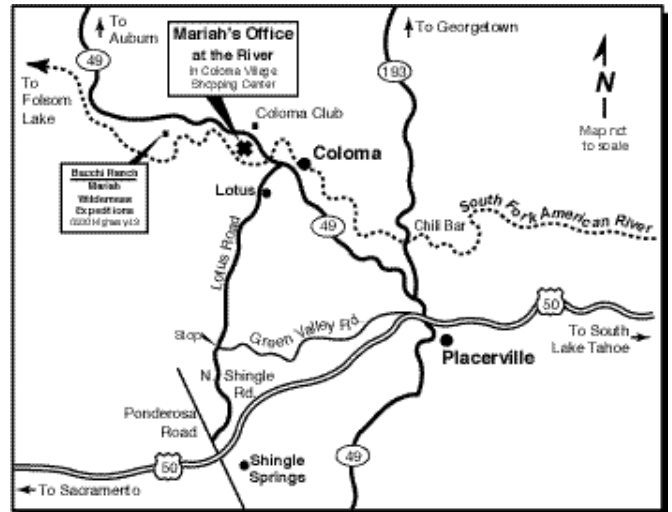 To
Auburn
49
Mariah's Office
at the River
In Coloma Village
Shopping Center
193
To Georgetown
N
Map not
to scale
To
Folsom
Lake
Coloma Club
Coloma
Bacchi Ranch
Mariah
Wilderness
Expeditions
Lotus
Lotus Road
49
Chili Bar
South Fork American River
50
To South
Lake Tahoe
Stop
Green Valley Rd.
Placerville
N. Shingle
Rd.
Ponderosa
Road
50
Shingle
Springs
49
To Sacramento